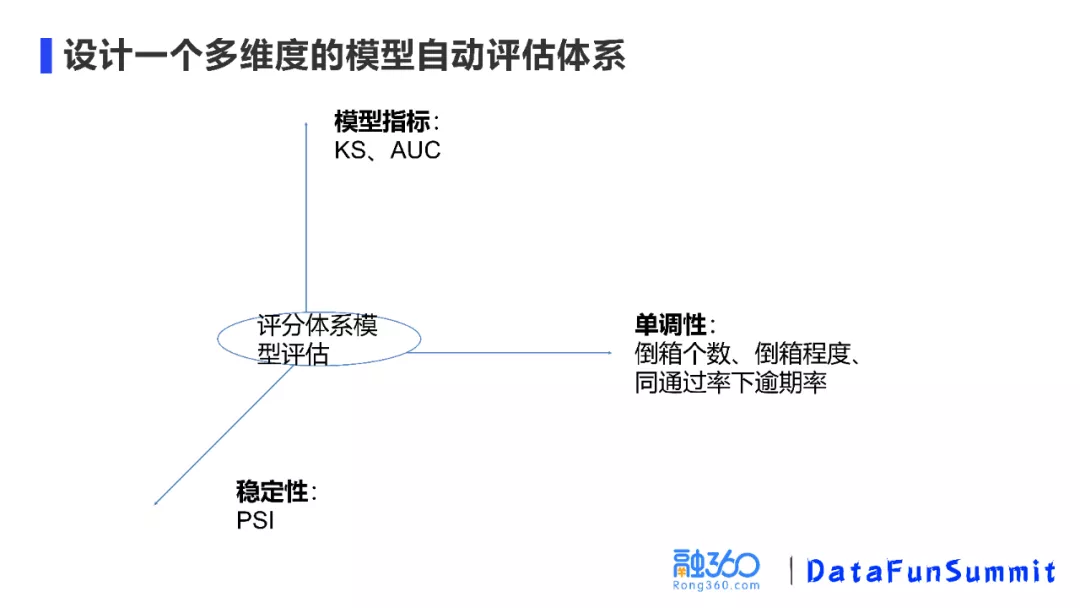 设计一个多维度的模型自动评估体系
模型指标：
KS、AUC
评分体系模
型评估
单调性：
倒箱个数、倒箱程度、
同通过率下逾期率
稳定性：
PSI
融360
Rong360.com
DataFunSummit